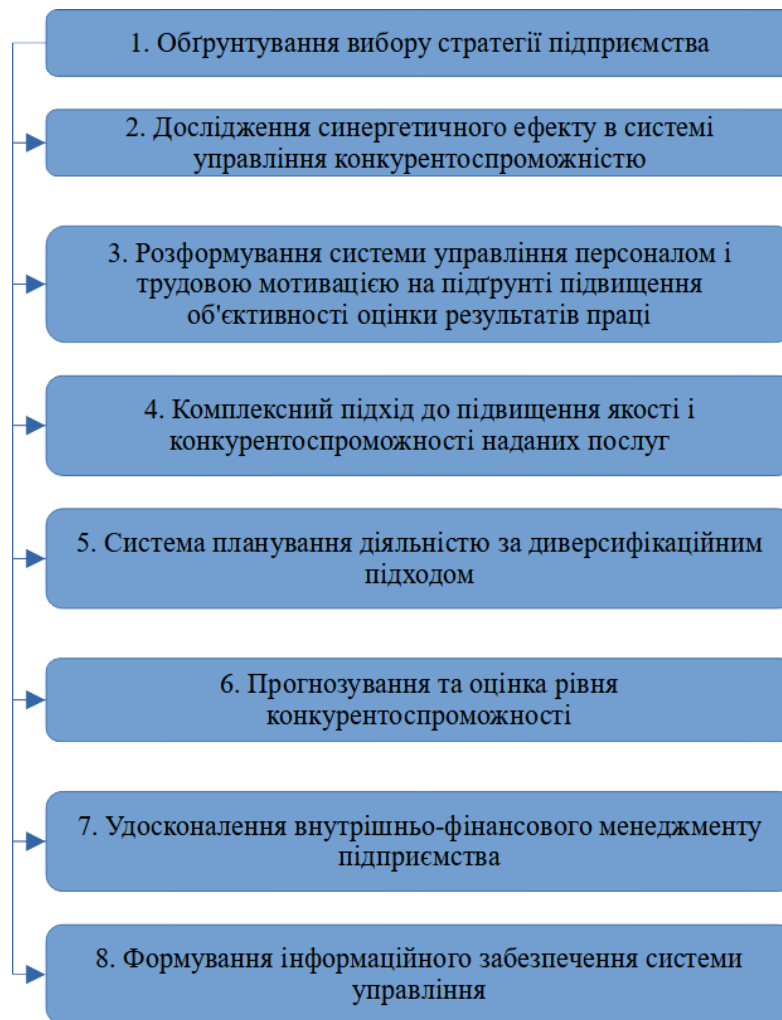 1. Обґрунтування вибору стратегії підприємства
2. Дослідження синергетичного ефекту в системі
управління конкурентоспроможністю
3. Розформування системи управління персоналом і
трудовою мотивацією на підґрунті підвищення
об'єктивності оцінки результатів праці
4. Комплексний підхід до підвищення якості і
конкурентоспроможності наданих послуг
5. Система планування діяльністю за диверсифікаційним
підходом
6. Прогнозування та оцінка рівня
конкурентоспроможності
7. Удосконалення внутрішньо-фінансового менеджменту
підприємства
8. Формування інформаційного забезпечення системи
управління